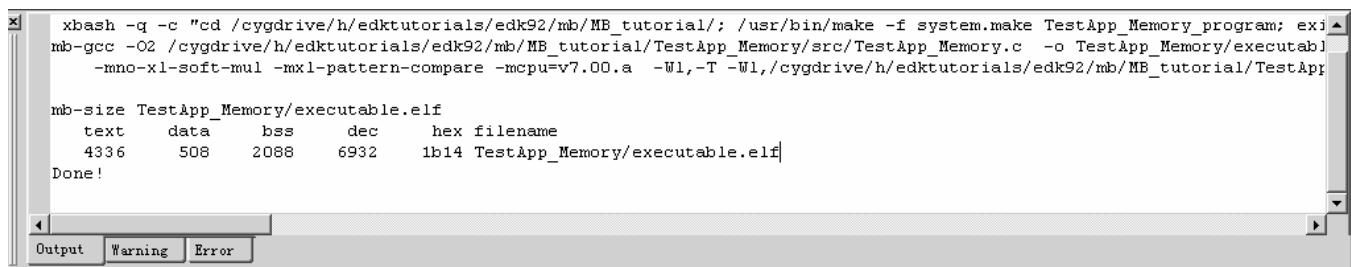 xbash -q -c "cd /cygdrive/h/edktutorials/edk92/mb/MB_tutorial/; /usr/bin/make -f system.make TestApp_Memory_program; exi
mb-gcc -O2 /cygdrive/h/edktutorials/edk92/mb/MB_tutorial/TestApp_Memory/src/TestApp_Memory.c -o TestApp_Memory/executabl
-mno-xl-soft-mul -mxl-pattern-compare -mcpu=v7.00.a -Wl,-T -Wl,/cygdrive/h/edktutorials/edk92/mb/MB_tutorial/TestApp
mb-size TestApp_Memory/executable.elf
text data bss dec hex filename
4336 508 2088 6932 1b14 TestApp_Memory/executable.elf
Done!
Output Warning Error